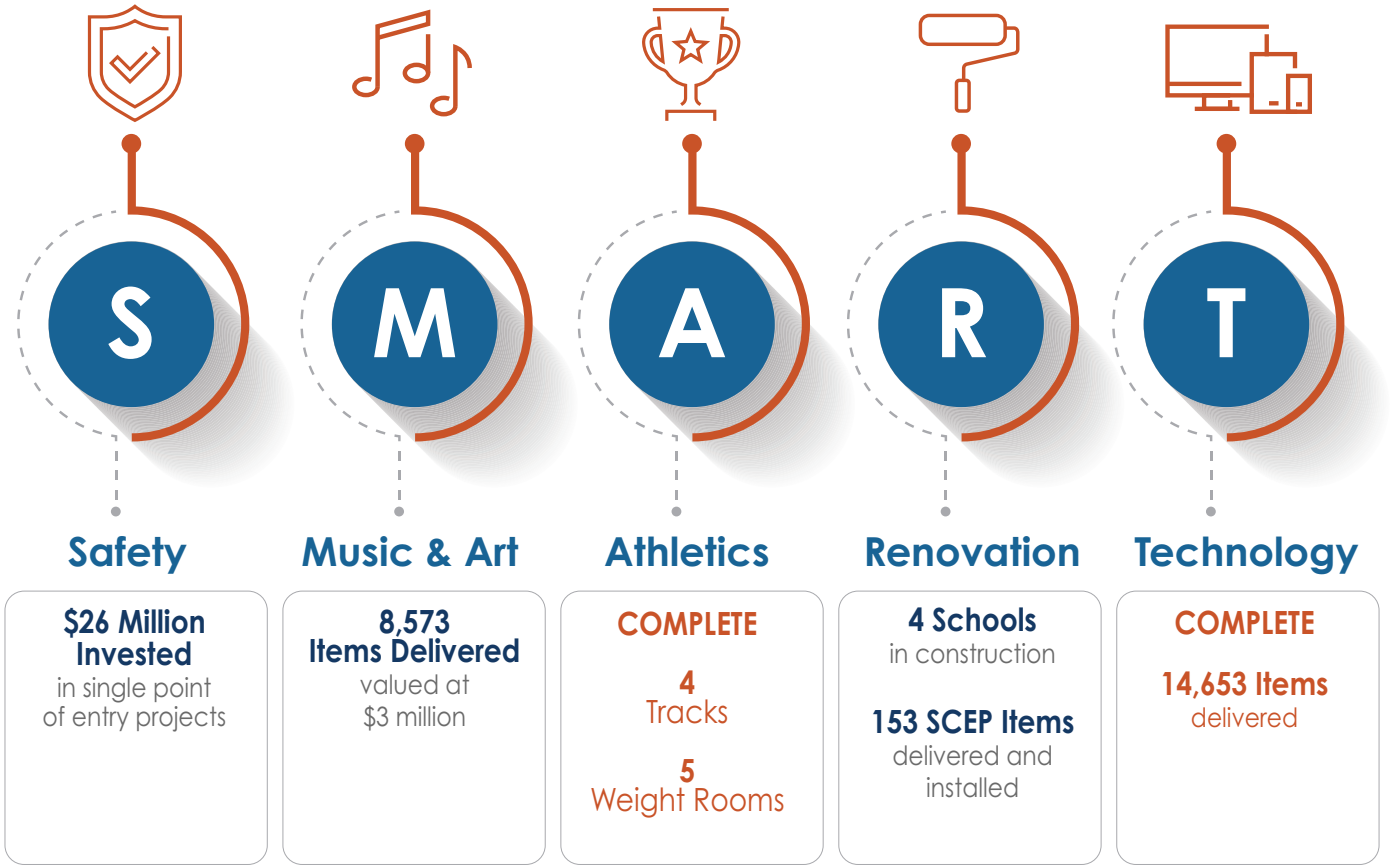 S
M
A
R
T
Safety
Music & Art
Athletics
Renovation
Technology
$26 Million
Invested
in single point
of entry projects
8,573
Items Delivered
valued at
$3 million
COMPLETE
4
Tracks
5
Weight Rooms
4 Schools
in construction
153 SCEP Items
delivered and
installed
COMPLETE
14,653 Items
delivered